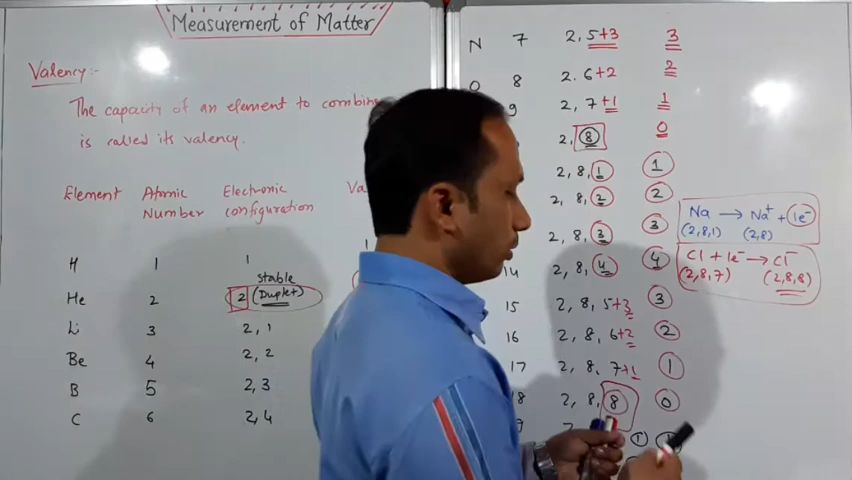 Measurement of Matter
Valency:-
The capacity of an element to combine
is called its valency.
Element Atomic Number Electronic configuration Va
H 1 1
He 2 2 (Duplet) stable
Li 3 2, 1
Be 4 2, 2
B 5 2, 3
C 6 2, 4
N 7 2, 5+3 3
O 8 2. 6+2 2
9 2, 7+1 1
2, 8 0
2, 8, 1 1
2, 8, 2 2
2, 8, 3 3
14 2, 8, 4 4
15 2, 8, 5+3 3
16 2, 8, 6+2 2
17 2, 8, 7+1 1
18 2, 8, 8 0
Na → Na⁺ + 1e⁻
(2,8,1) (2,8)
Cl + 1e⁻ → Cl⁻
(2,8,7) (2,8,8)